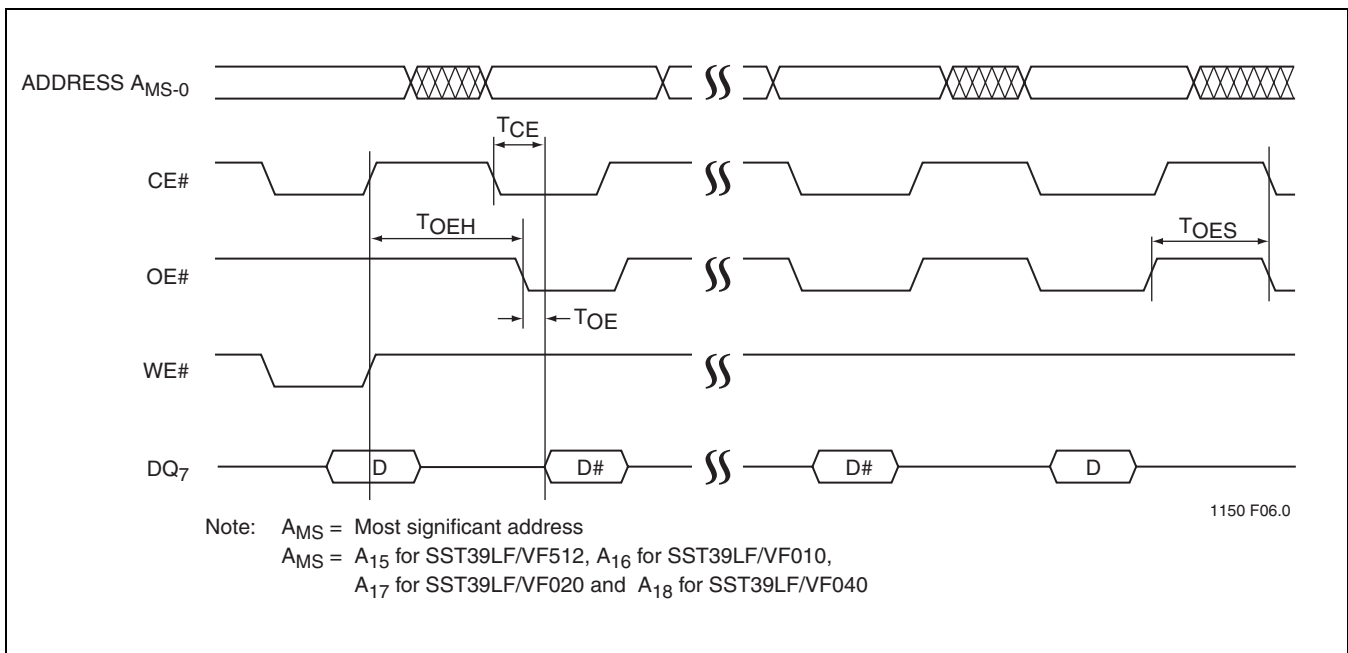 ADDRESS AMS-0
TCE
CE#
TOEH
TOES
OE#
TOE
WE#
DQ7
D
D#
D#
D
1150 F06.0
Note: AMS = Most significant address
AMS = A15 for SST39LF/VF512, A16 for SST39LF/VF010,
A17 for SST39LF/VF020 and A18 for SST39LF/VF040